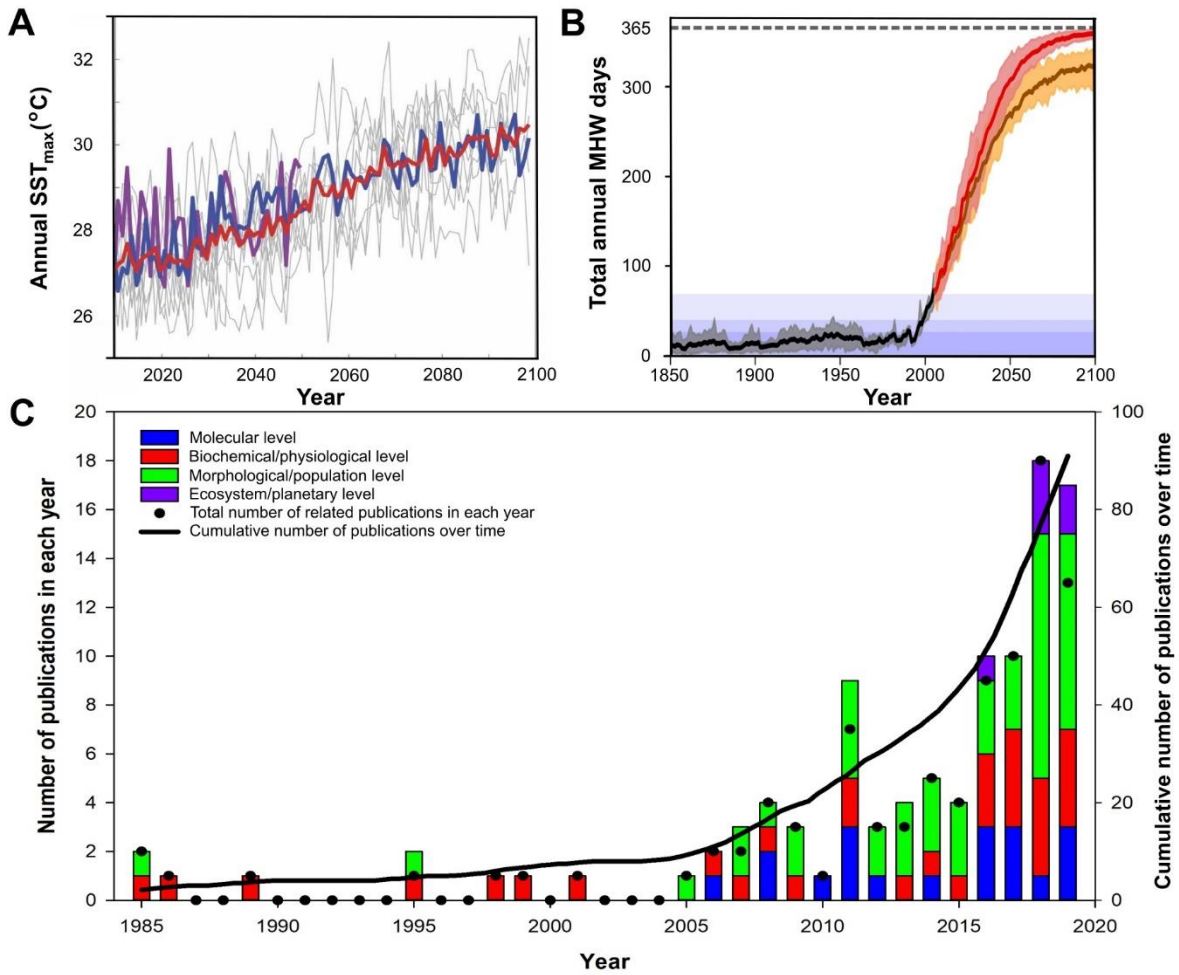 A
Annual SSTmax(°C)
32
30
28
26
2020 2040 2060 2080 2100
Year
B
Total annual MHW days
365
300
200
100
0
1850 1900 1950 2000 2050 2100
Year
C
Number of publications in each year
20
18
16
14
12
10
8
6
4
2
0
Molecular level
Biochemical/physiological level
Morphological/population level
Ecosystem/planetary level
Total number of related publications in each year
Cumulative number of publications over time
100
80
60
40
20
0
Cumulative number of publications over time
1985 1990 1995 2000 2005 2010 2015 2020
Year